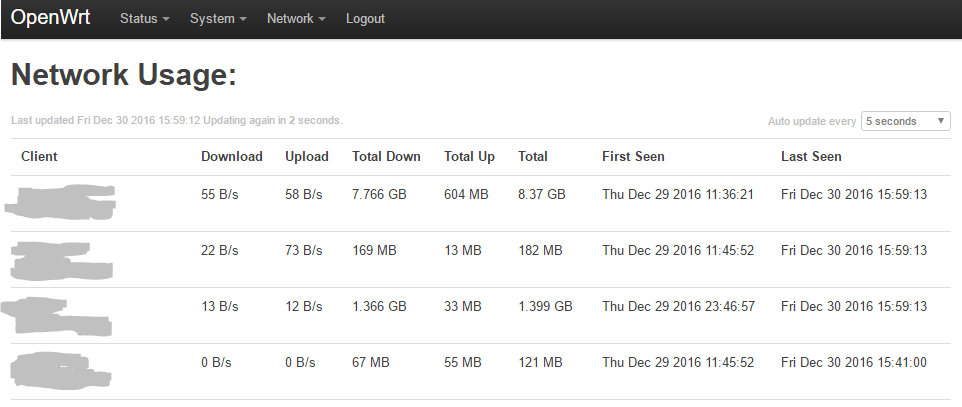 OpenWrt Status System Network Logout
Network Usage:
Last updated Fri Dec 30 2016 15:59:12 Updating again in 2 seconds. Auto update every 5 seconds
Client Download Upload Total Down Total Up Total First Seen Last Seen
55 B/s 58 B/s 7.766 GB 604 MB 8.37 GB Thu Dec 29 2016 11:36:21 Fri Dec 30 2016 15:59:13
22 B/s 73 B/s 169 MB 13 MB 182 MB Thu Dec 29 2016 11:45:52 Fri Dec 30 2016 15:59:13
13 B/s 12 B/s 1.366 GB 33 MB 1.399 GB Thu Dec 29 2016 23:46:57 Fri Dec 30 2016 15:59:13
0 B/s 0 B/s 67 MB 55 MB 121 MB Thu Dec 29 2016 11:45:52 Fri Dec 30 2016 15:41:00